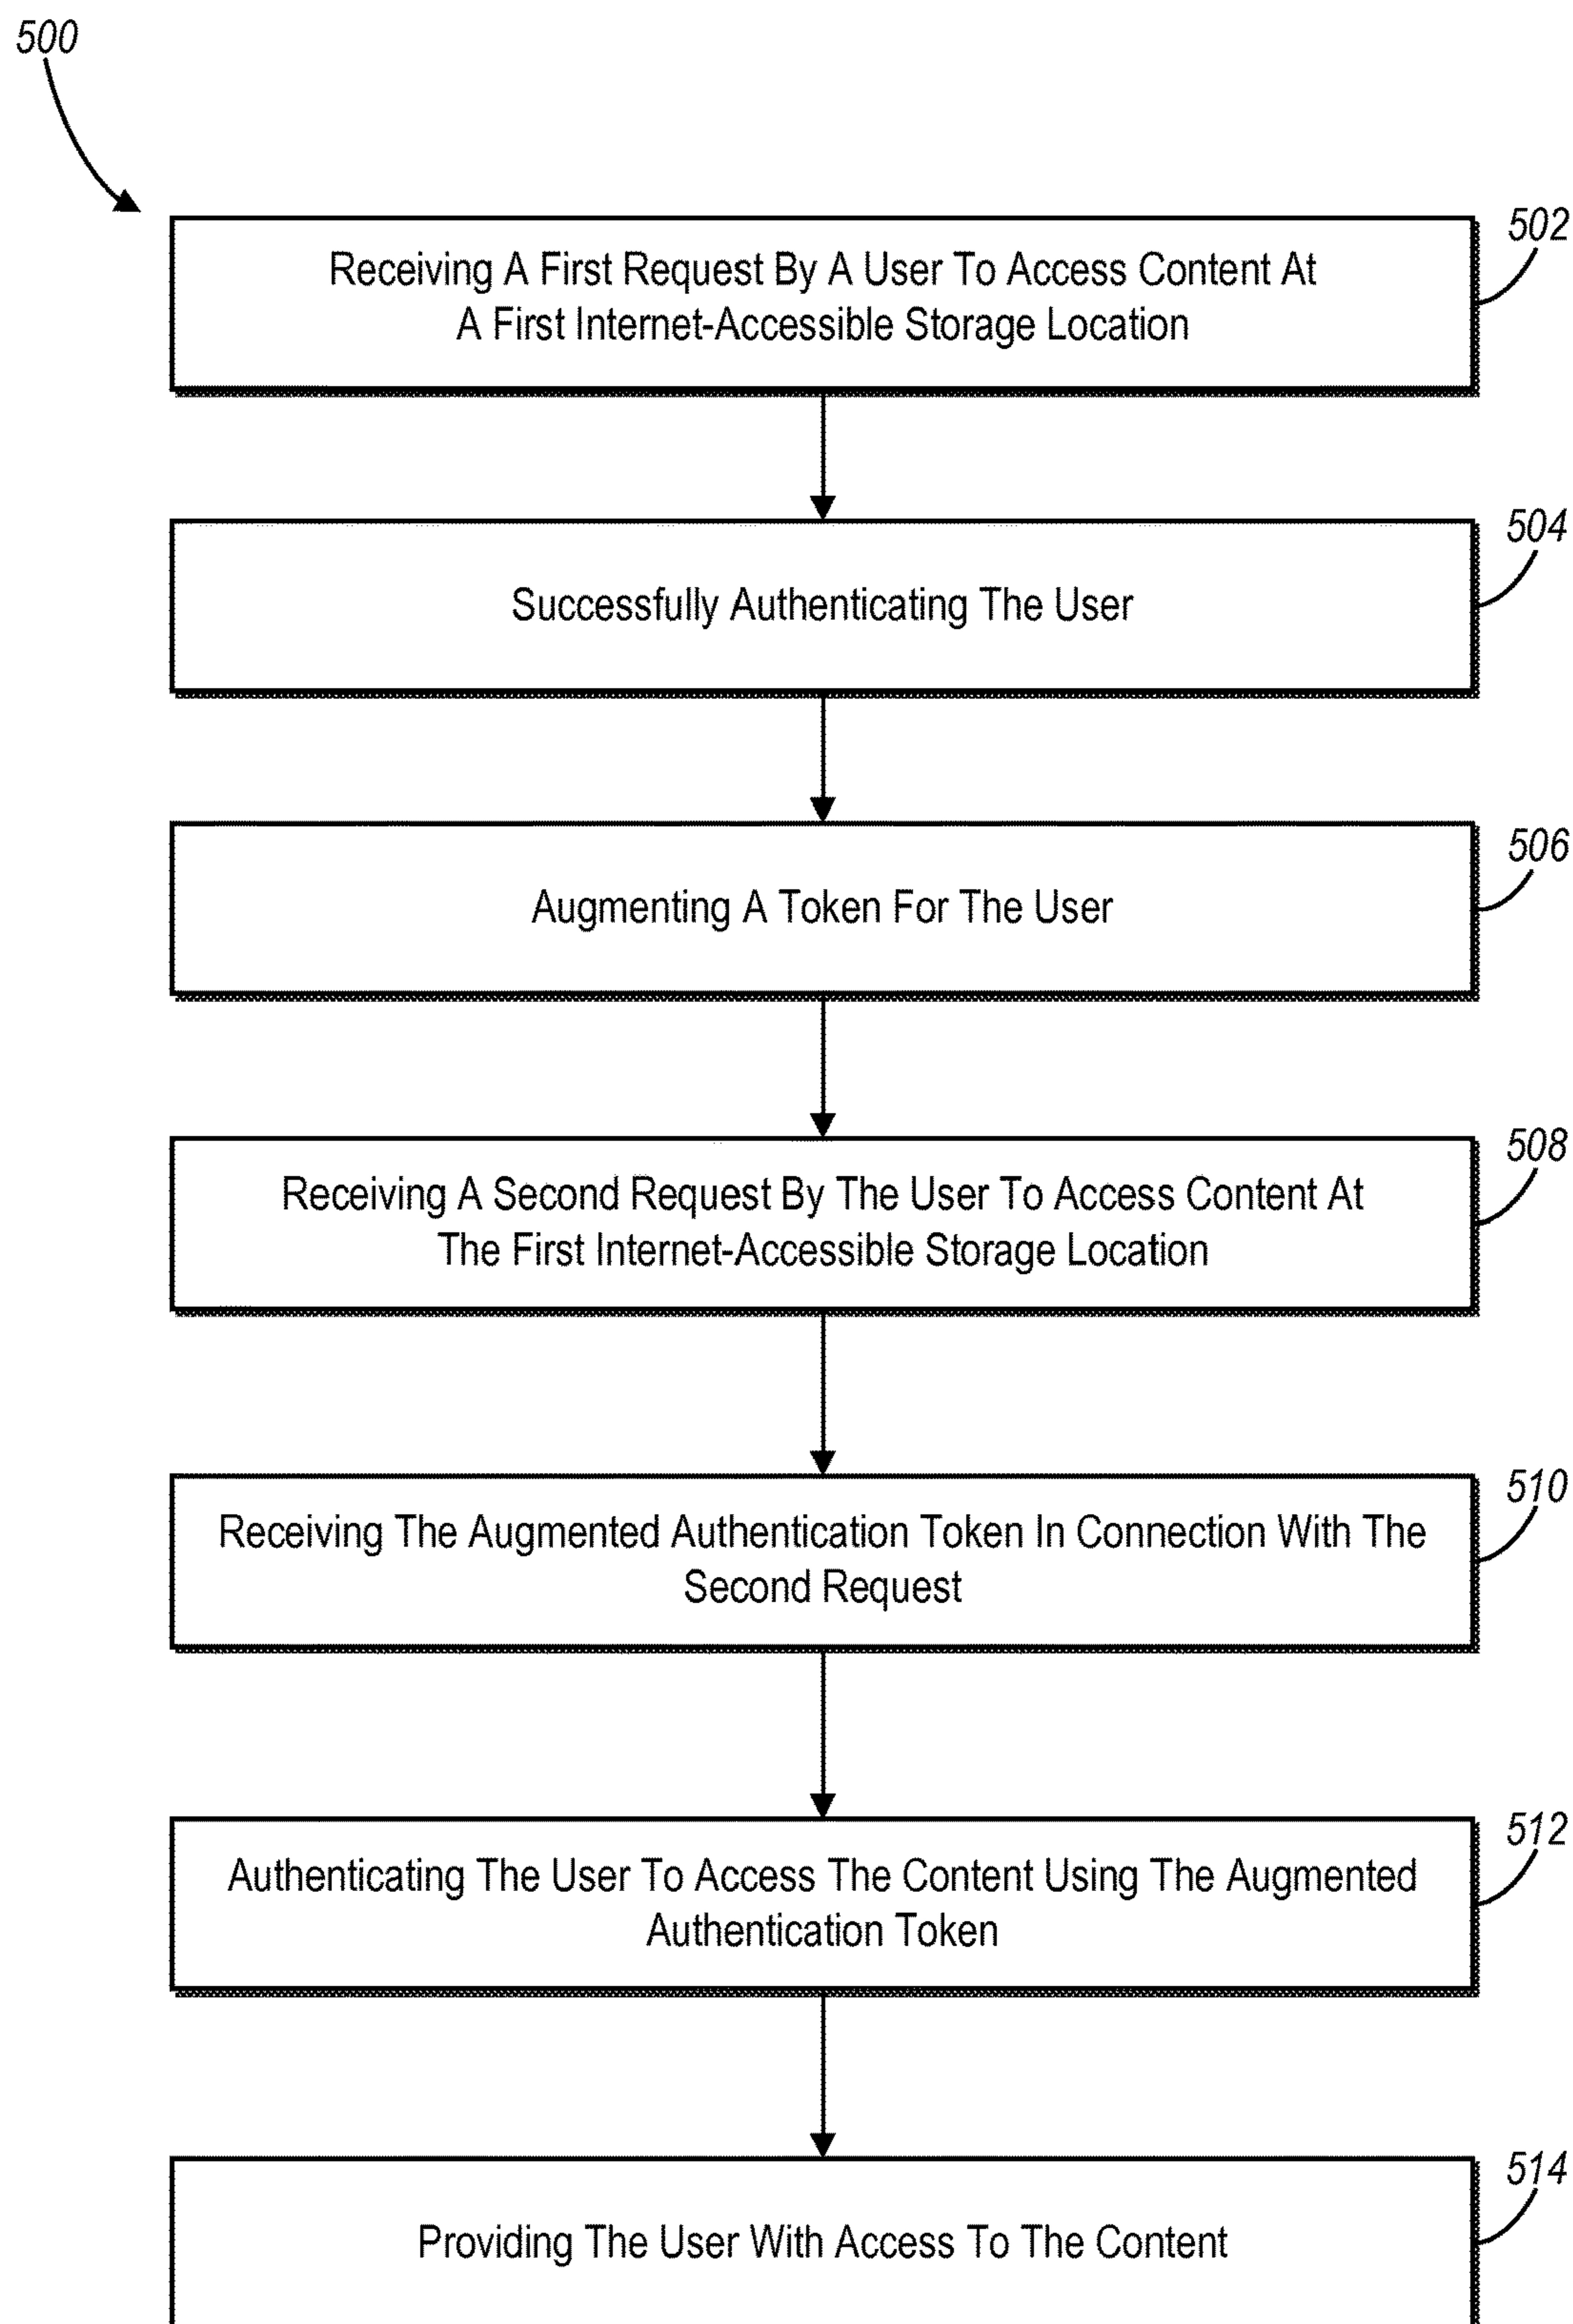 500
502
Receiving A First Request By A User To Access Content At
A First Internet-Accessible Storage Location
504
Successfully Authenticating The User
506
Augmenting A Token For The User
508
Receiving A Second Request By The User To Access Content At
The First Internet-Accessible Storage Location
510
Receiving The Augmented Authentication Token In Connection With The
Second Request
512
Authenticating The User To Access The Content Using The Augmented
Authentication Token
514
Providing The User With Access To The Content